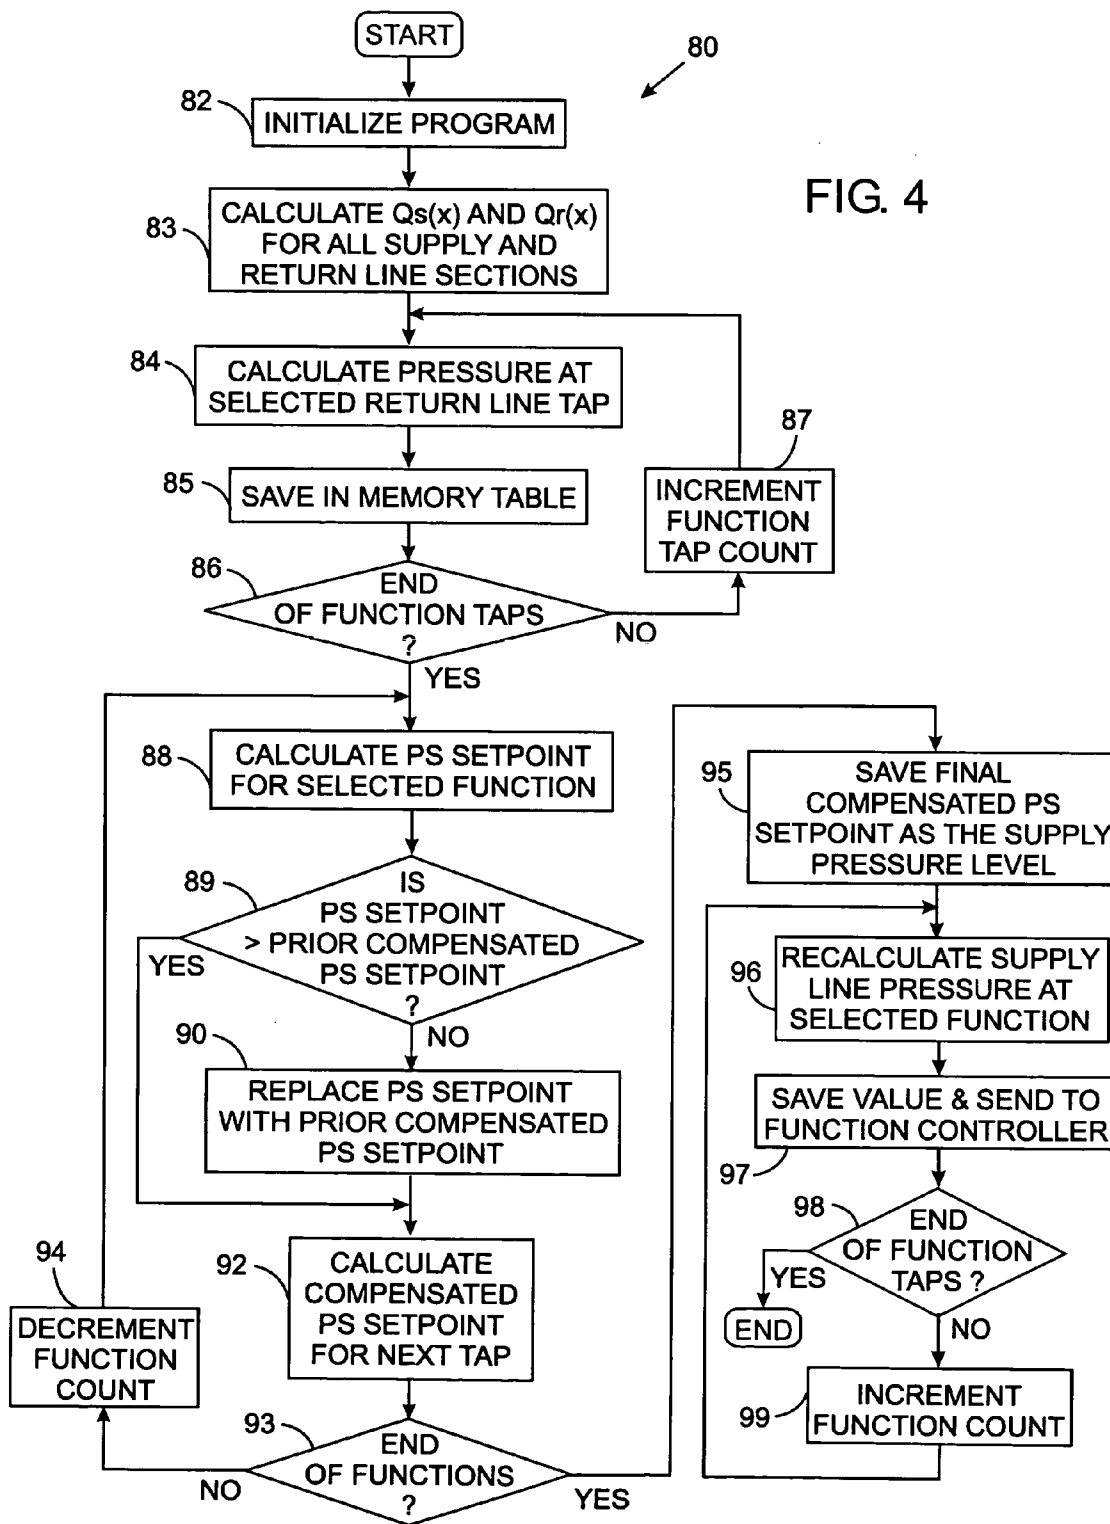 START
80
82
INITIALIZE PROGRAM
FIG. 4
83
CALCULATE Qs(x) AND Qr(x)
FOR ALL SUPPLY AND
RETURN LINE SECTIONS
84
CALCULATE PRESSURE AT
SELECTED RETURN LINE TAP
85
SAVE IN MEMORY TABLE
87
INCREMENT
FUNCTION
TAP COUNT
86
END
OF FUNCTION TAPS
?
NO
YES
88
CALCULATE PS SETPOINT
FOR SELECTED FUNCTION
89
IS
PS SETPOINT
> PRIOR COMPENSATED
PS SETPOINT
?
YES
NO
90
REPLACE PS SETPOINT
WITH PRIOR COMPENSATED
PS SETPOINT
92
CALCULATE
COMPENSATED
PS SETPOINT
FOR NEXT TAP
94
DECREMENT
FUNCTION
COUNT
93
END
OF FUNCTIONS
?
NO
YES
95
SAVE FINAL
COMPENSATED PS
SETPOINT AS THE SUPPLY
PRESSURE LEVEL
96
RECALCULATE SUPPLY
LINE PRESSURE AT
SELECTED FUNCTION
SAVE VALUE & SEND TO
FUNCTION CONTROLLER
97
98
END
OF FUNCTION
TAPS ?
YES
END
NO
99
INCREMENT
FUNCTION COUNT